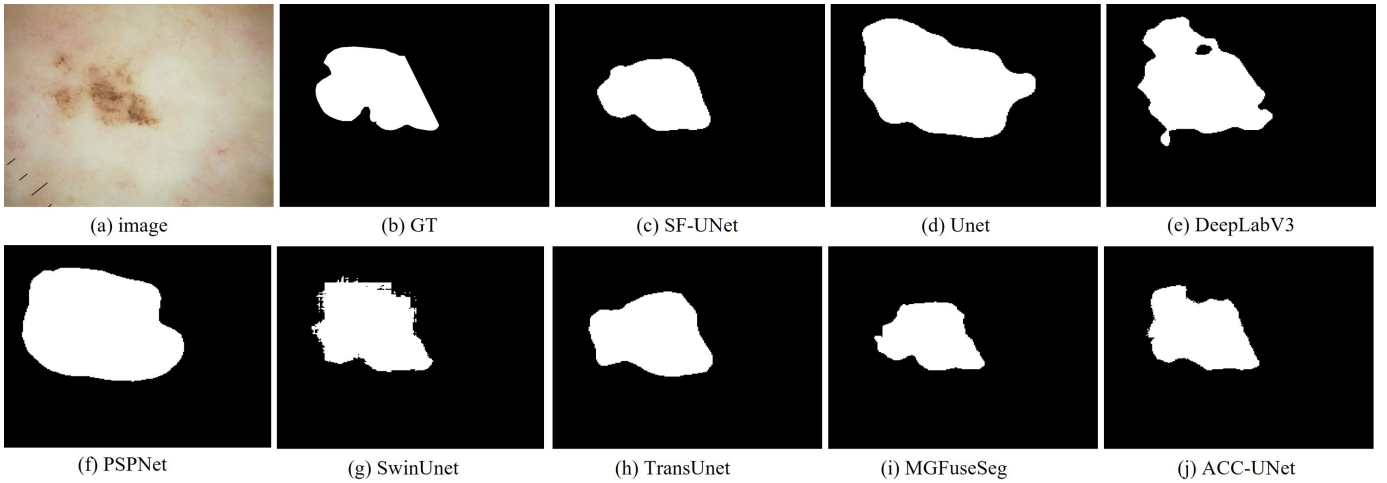 (a) image
(b) GT
(c) SF-UNet
(d) Unet
(e) DeepLabV3
(f) PSPNet
(g) SwinUnet
(h) TransUnet
(i) MGFuseSeg
(j) ACC-UNet